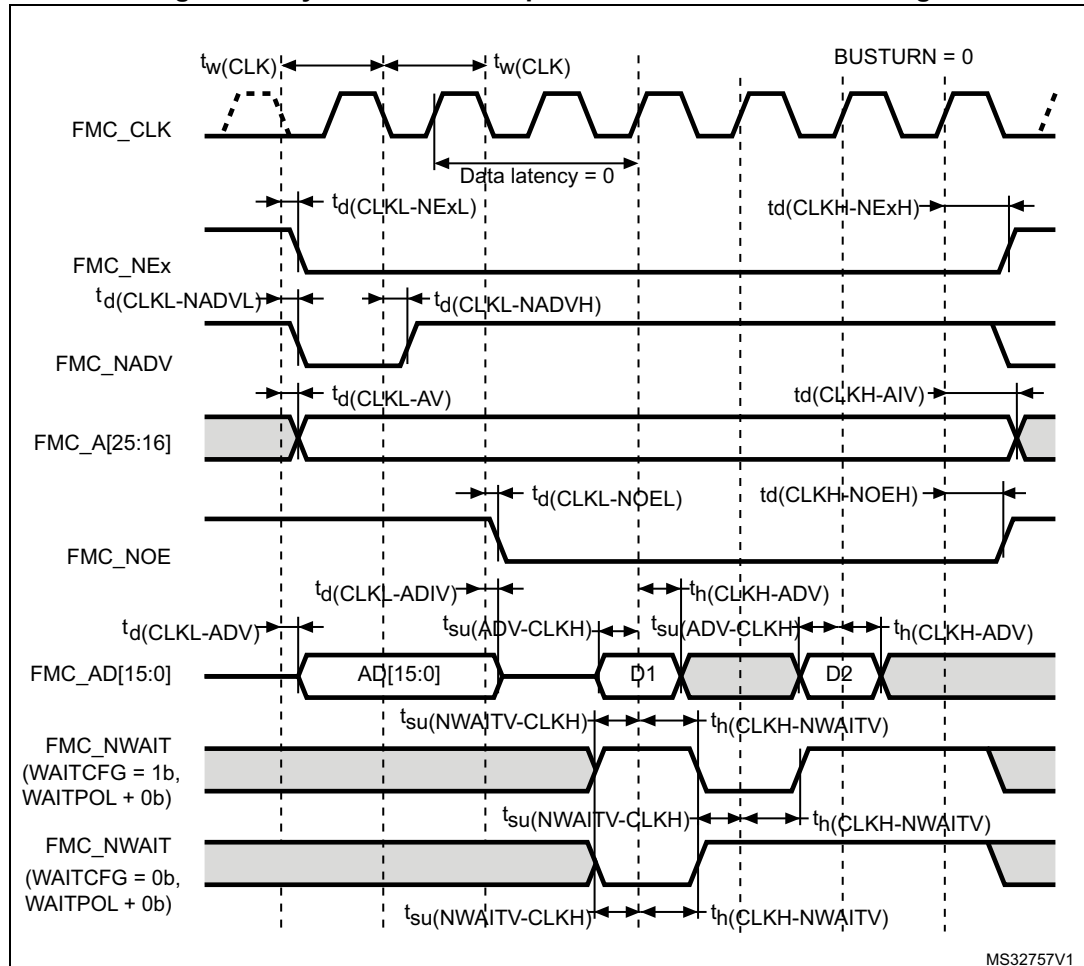 BUSTURN = 0
tw(CLK) tw(CLK)
FMC_CLK
Data latency = 0
td(CLKL-NExL) td(CLKH-NExH)
FMC_NEx
td(CLKL-NADVL) td(CLKL-NADVH)
FMC_NADV
td(CLKL-AV) td(CLKH-AIV)
FMC_A[25:16]
td(CLKL-NOEL) td(CLKH-NOEH)
FMC_NOE
td(CLKL-ADIV) th(CLKH-ADV)
td(CLKL-ADV) tsu(ADV-CLKH) tsu(ADV-CLKH) th(CLKH-ADV)
FMC_AD[15:0] AD[15:0] D1 D2
tsu(NWAITV-CLKH) th(CLKH-NWAITV)
FMC_NWAIT
(WAITCFG = 1b,
WAITPOL + 0b)
tsu(NWAITV-CLKH) th(CLKH-NWAITV)
FMC_NWAIT
(WAITCFG = 0b,
WAITPOL + 0b)
tsu(NWAITV-CLKH) th(CLKH-NWAITV)
MS32757V1